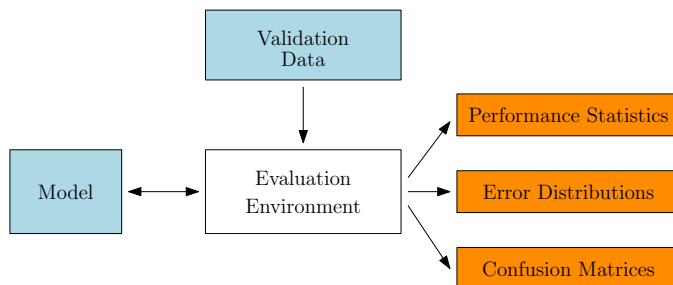 Validation
Data
Performance Statistics
Model
Evaluation
Environment
Error Distributions
Confusion Matrices